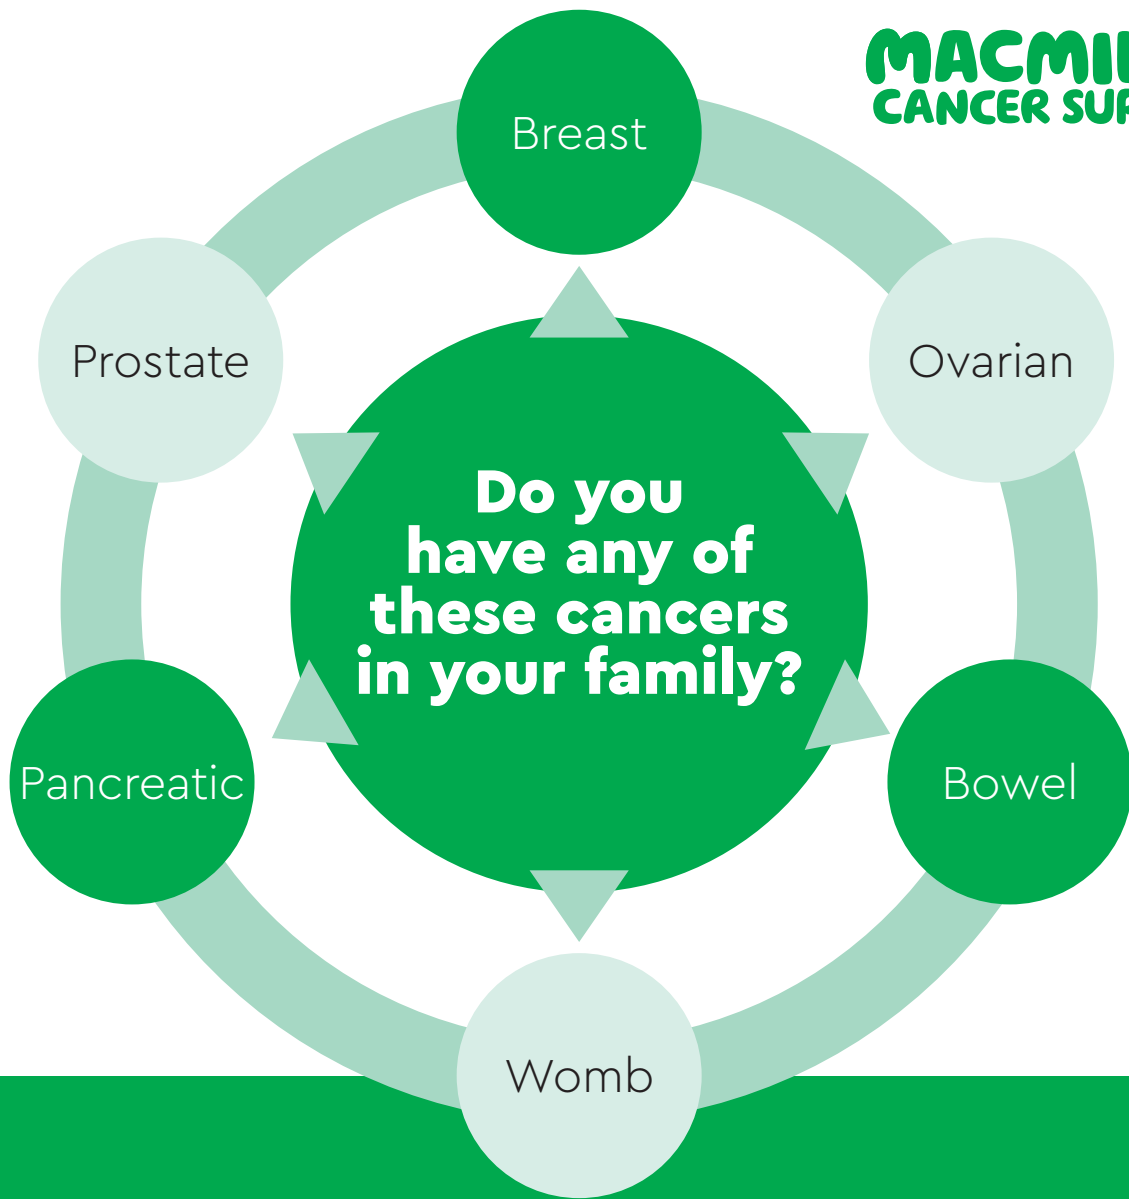 MACMIL
CANCER SUP
Breast
Prostate
Ovarian
Do you
have any of
these cancers
in your family?
Pancreatic
Bowel
Womb